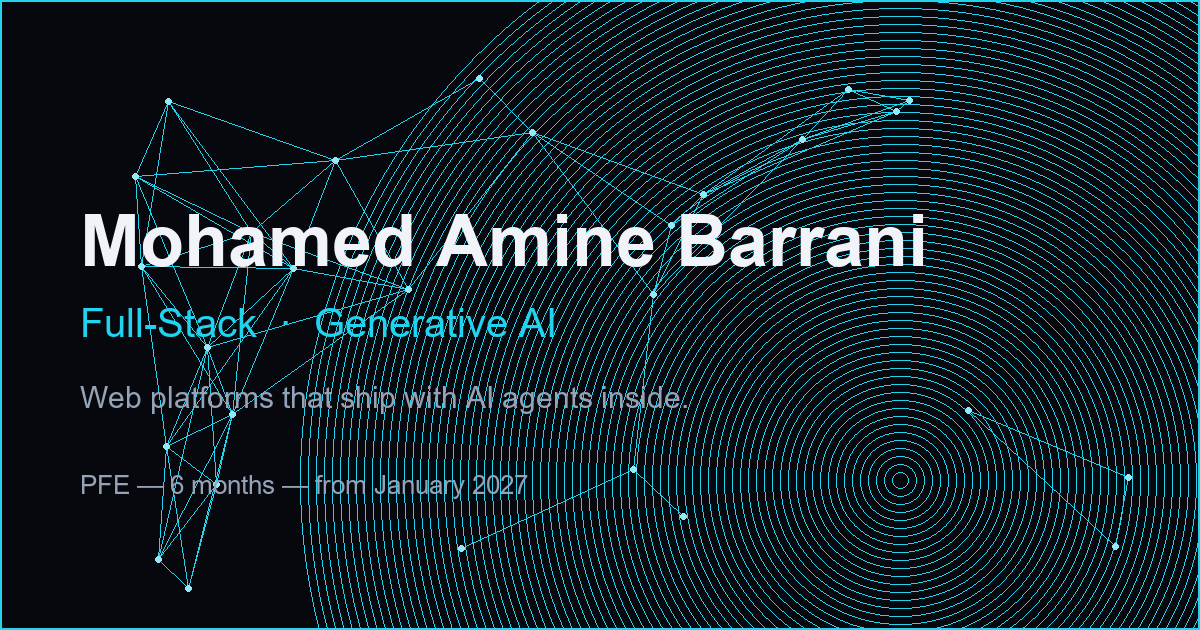 Mohamed Amine Barrani
Full-Stack · Generative AI
Web platforms that ship with AI agents inside.
PFE — 6 months — from January 2027